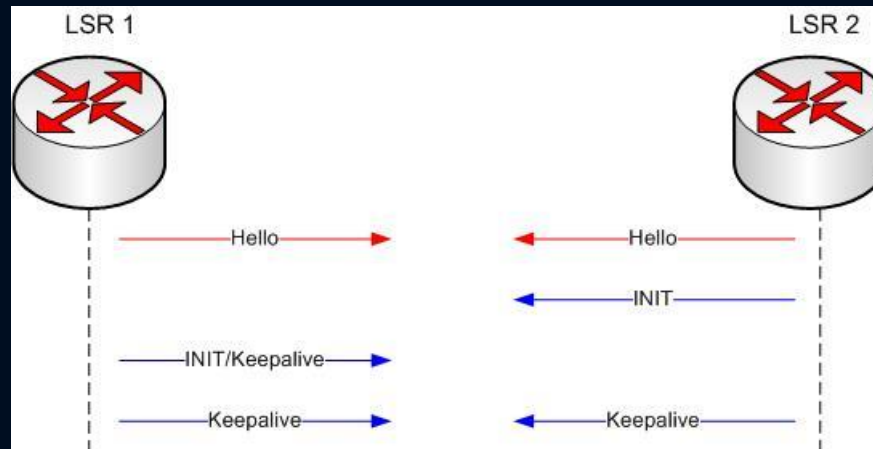 LSR 1
LSR 2
Hello
Hello
INIT
INIT/Keepalive
Keepalive
Keepalive